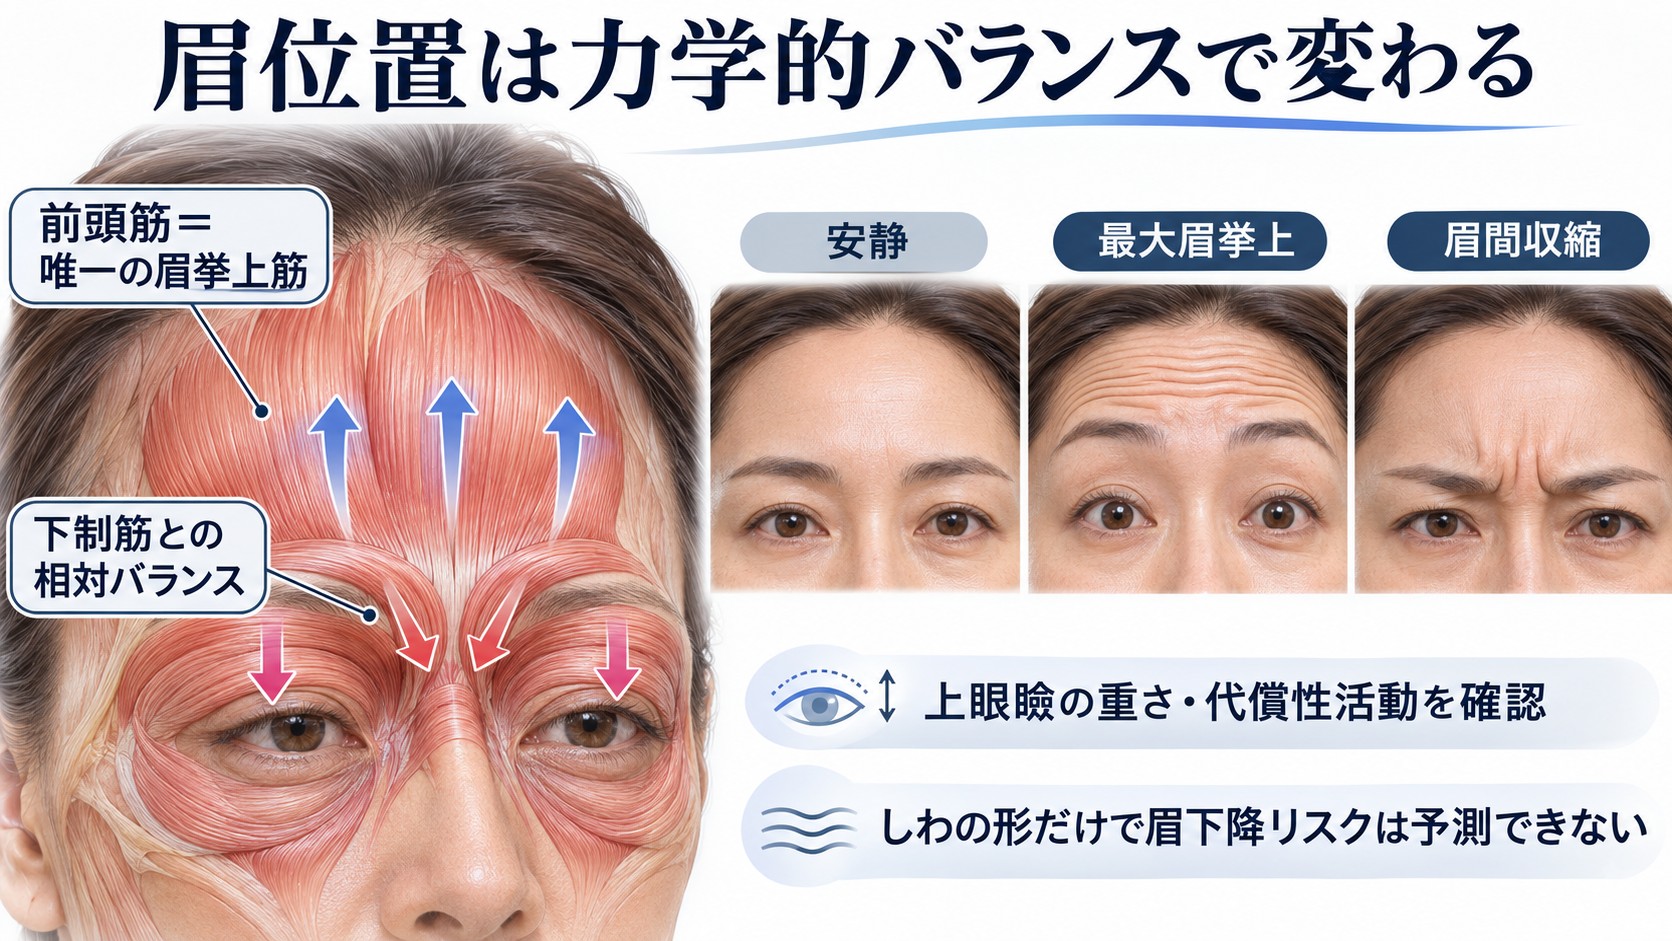 眉位置は力学的バランスで変わる
前頭筋＝
唯一の眉挙上筋
下制筋との
相対バランス
安静
最大眉挙上
眉間収縮
上眼瞼の重さ・代償性活動を確認
しわの形だけで眉下降リスクは予測できない